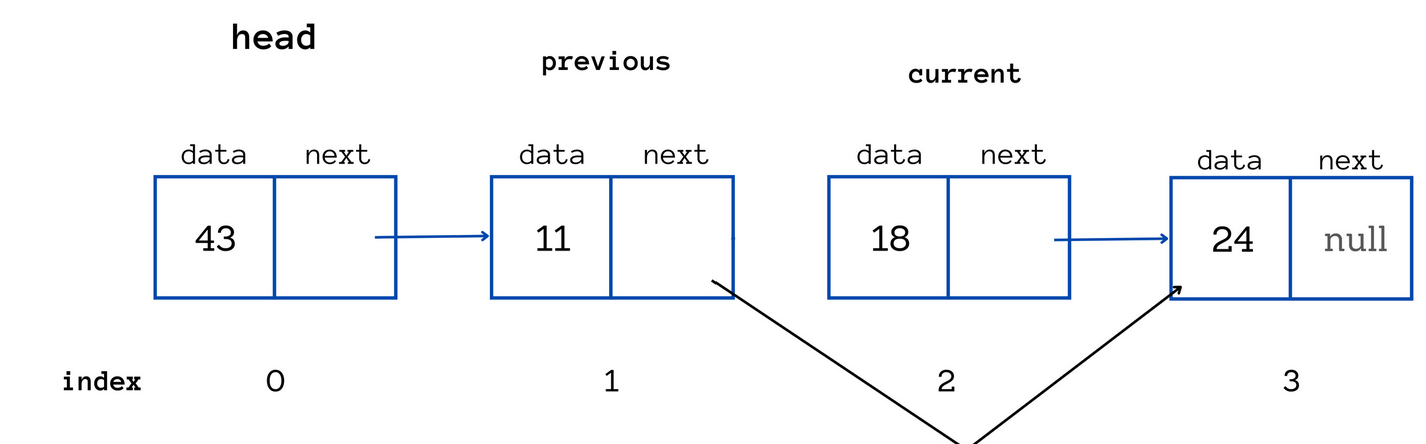 head
previous
current
data next data next data next data next
43 11 18 24 null
index 0 1 2 3